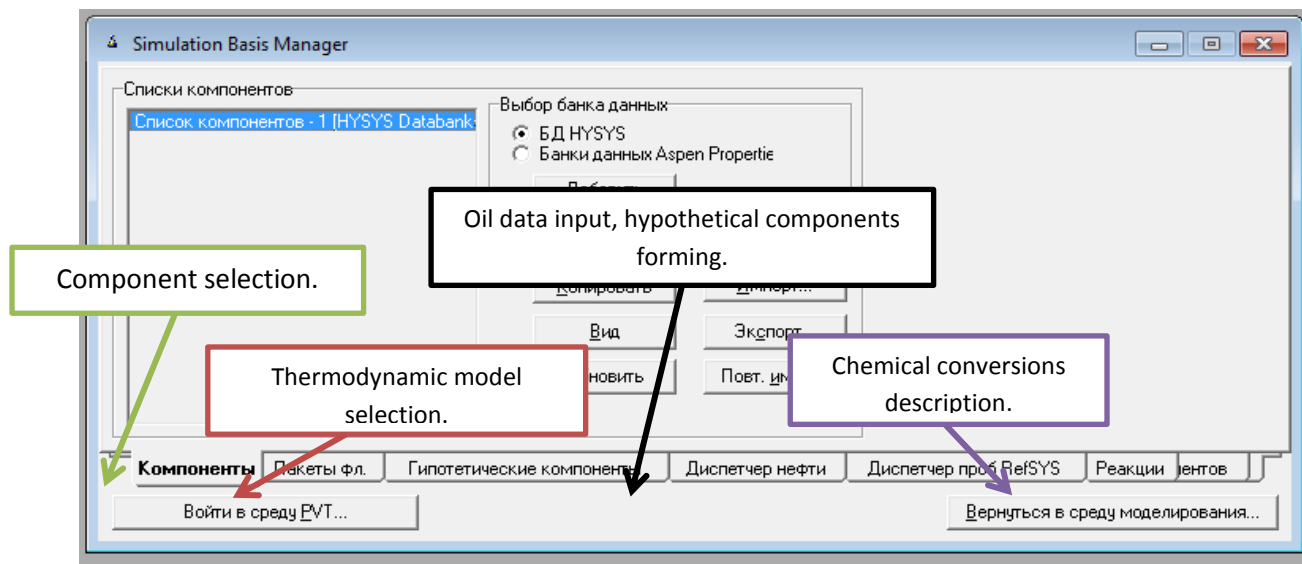 Simulation Basis Manager
Списки компонентов
Список компонентов - 1 [HYSYS Databank
Выбор банка данных
БД HYSYS
Банки данных Aspen Propertie
Oil data input, hypothetical components
forming.
Component selection.
Копировать
Импорт...
Вид
Экспорт
Thermodynamic model
selection.
новить
Повт.
Chemical conversions
description.
Компоненты
Пакеты фл.
Гипотетические компоненты
Диспетчер нефти
Диспетчер проб RefSYS
Реакции
ентов
Войти в среду PVT...
Вернуться в среду моделирования...